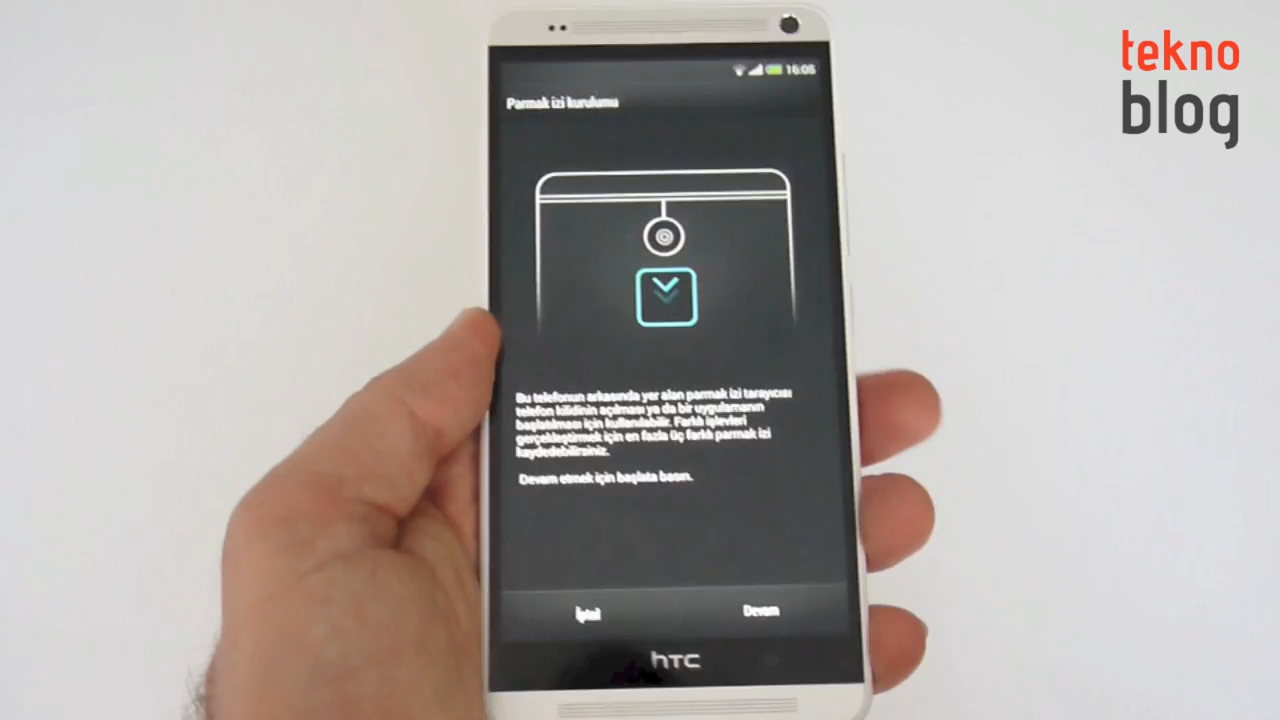 tekno
blog
16:05
Parmak izi kurulumu
Bu telefonun arkasında yer alan parmak izi tarayıcısı
telefon kilidinin açılması ya da bir uygulamanın
başlatılması için kullanılabilir. Farklı işlevleri
gerçekleştirmek için en fazla üç farklı parmak izi
kaydedebilirsiniz.
Devam etmek için başlata basın.
İptal Devam
hTC